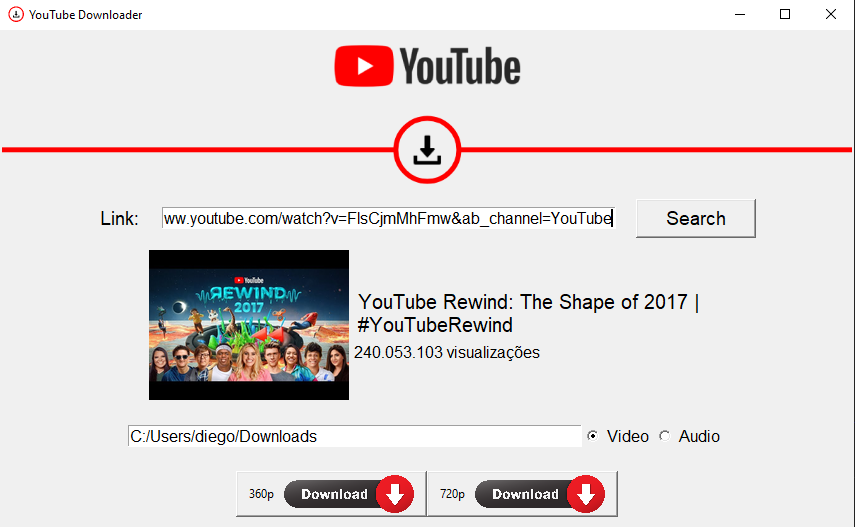 YouTube Downloader
YouTube
Link: ww.youtube.com/watch?v=FlsCjmMhFmw&ab_channel=YouTube Search
YouTube
REWIND
2017
YouTube Rewind: The Shape of 2017 |
#YouTubeRewind
240.053.103 visualizações
C:/Users/diego/Downloads Video Audio
360p Download 720p Download